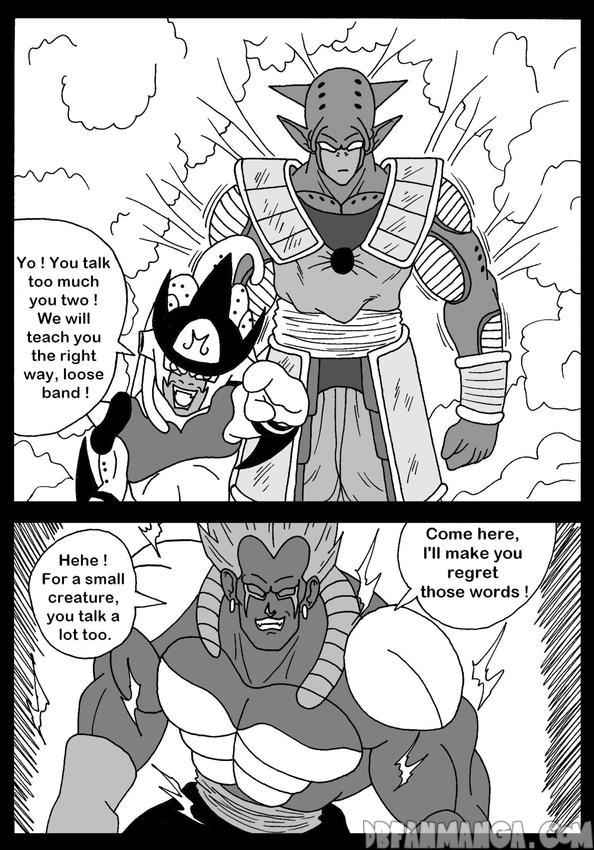 Yo ! You talk
too much
you two !
We will
teach you
the right
way, loose
band !
M
Hehe !
For a small
creature,
you talk a
lot too.
Come here,
I'll make you
regret
those words !
DBFANMANGA.COM